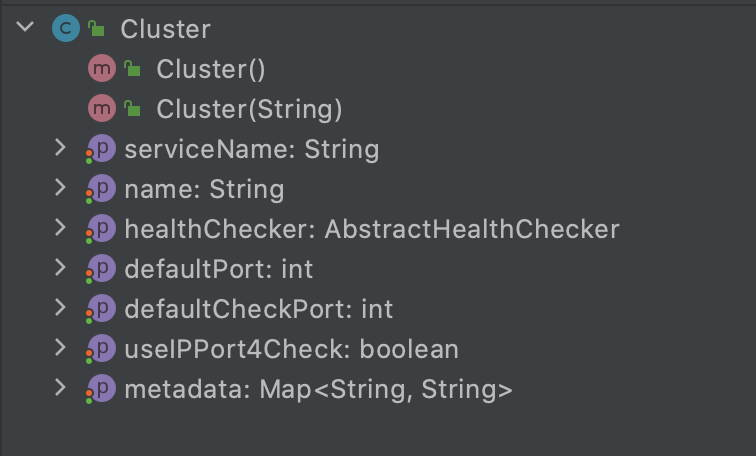 C Cluster
m Cluster()
m Cluster(String)
p serviceName: String
p name: String
p healthChecker: AbstractHealthChecker
p defaultPort: int
p defaultCheckPort: int
p useIPPort4Check: boolean
p metadata: Map<String, String>